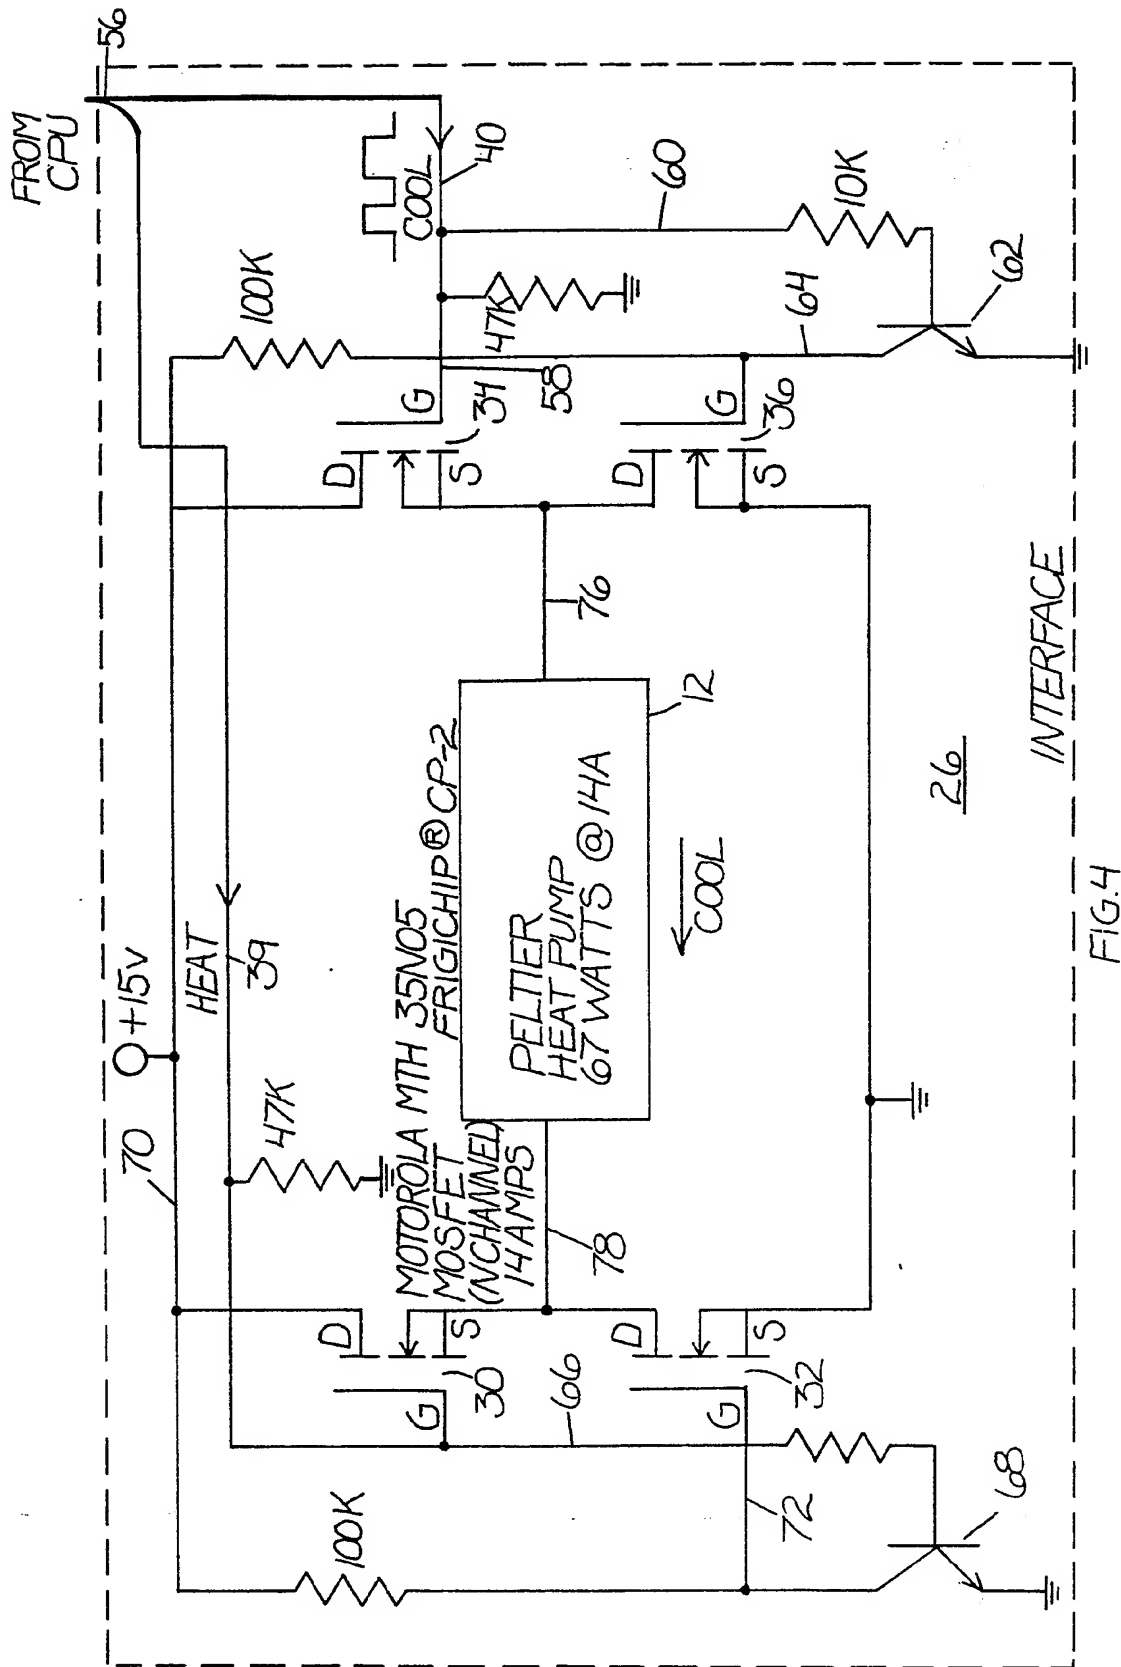 FROM
CPU
56
+15V
70
HEAT
39
100K
COOL
40
47K
100K
47K
60
10K
MOTOROLA MTH 35N05
MOSFET
(N CHANNEL)
14 AMPS
FRIGICHIP® CP-2
D
G
S
30
D
G
S
34
58
PELTIER
HEAT PUMP
67 WATTS @ 14A
12
78
76
66
D
G
S
32
D
G
S
36
64
62
72
68
COOL
26
INTERFACE
FIG.4